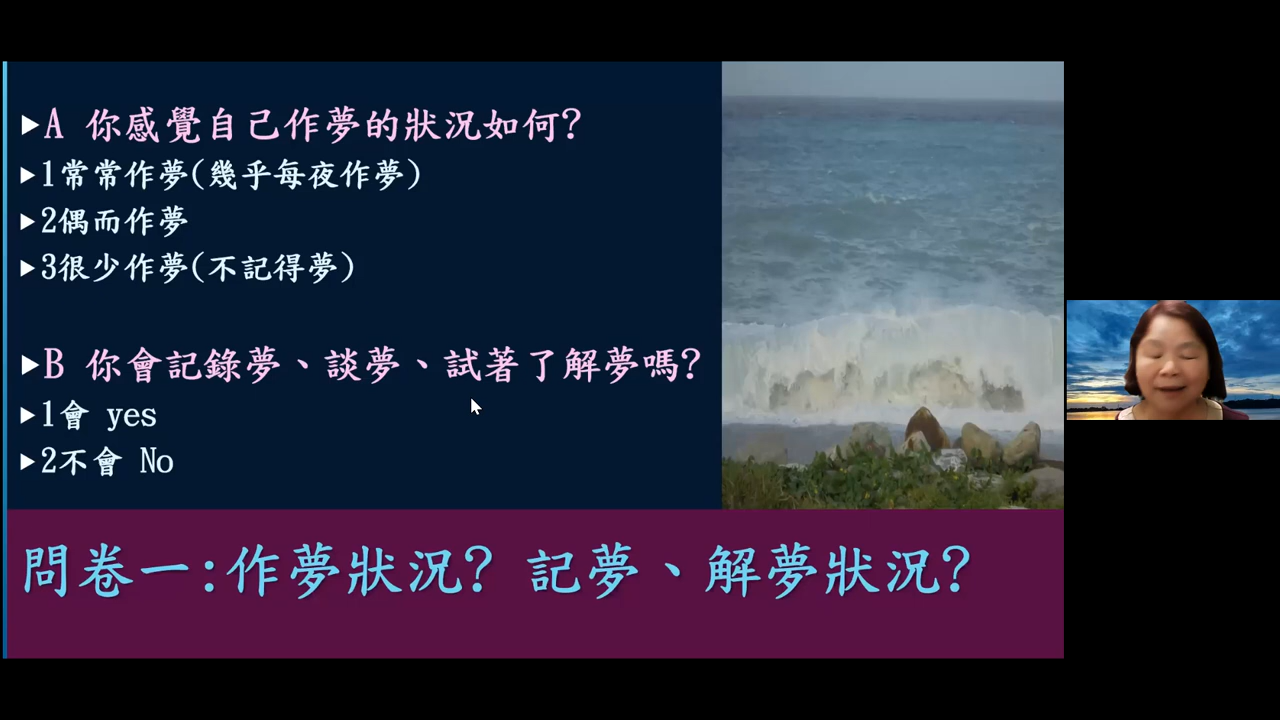 ▶A 你感覺自己作夢的狀況如何?
▶1常常作夢(幾乎每夜作夢)
▶2偶而作夢
▶3很少作夢(不記得夢)
▶B 你會記錄夢、談夢、試著了解夢嗎?
▶1會 yes
▶2不會 No
問卷一:作夢狀況? 記夢、解夢狀況?